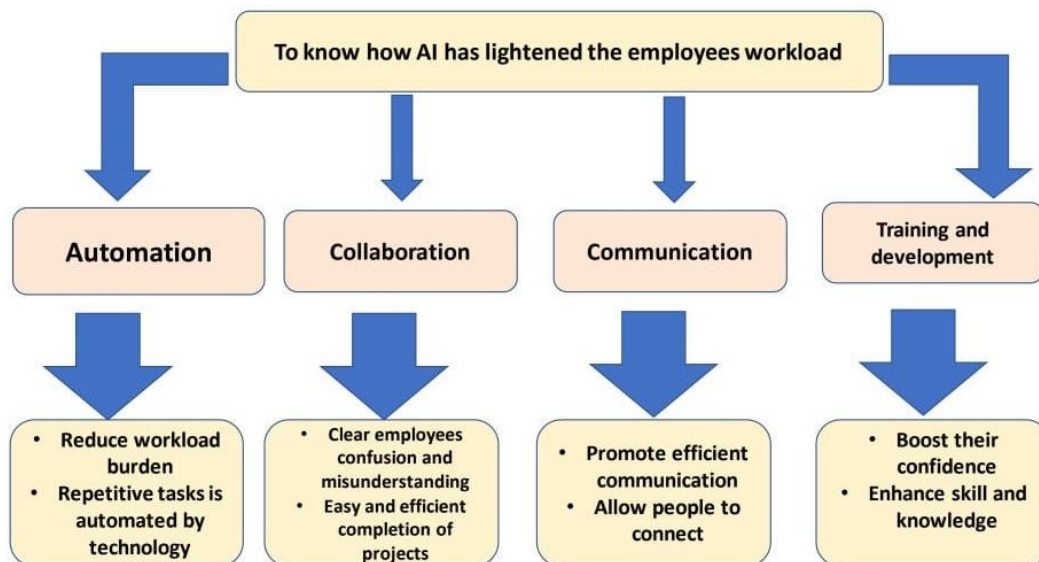 To know how AI has lightened the employees workload
Automation
Collaboration
Communication
Training and
development
• Reduce workload
burden
• Repetitive tasks is
automated by
technology
• Clear employees
confusion and
misunderstanding
• Easy and efficient
completion of
projects
• Promote efficient
communication
• Allow people to
connect
• Boost their
confidence
• Enhance skill and
knowledge